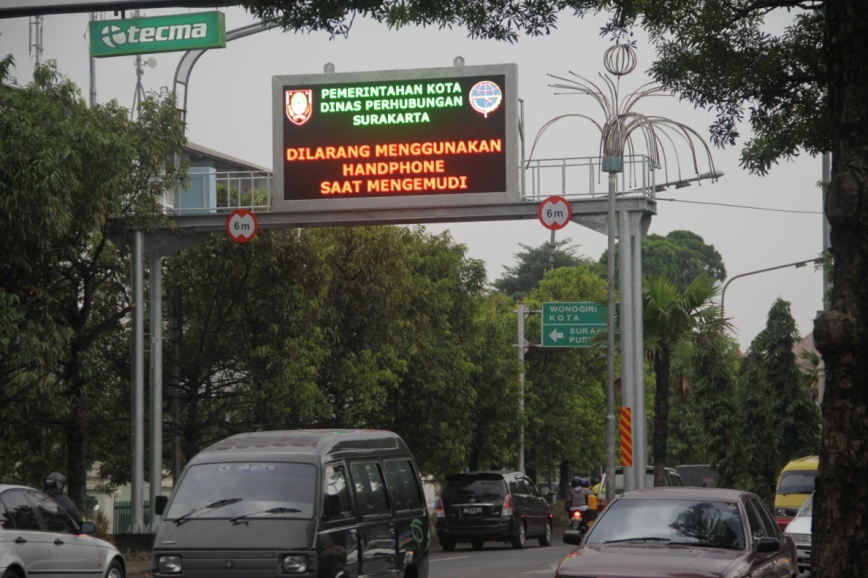 tecma
PEMERINTAHAN KOTA
DINAS PERHUBUNGAN
SURAKARTA
DILARANG MENGGUNAKAN
HANDPHONE
SAAT MENGEMUDI
6m
6m
WONOGIRI
KOTA